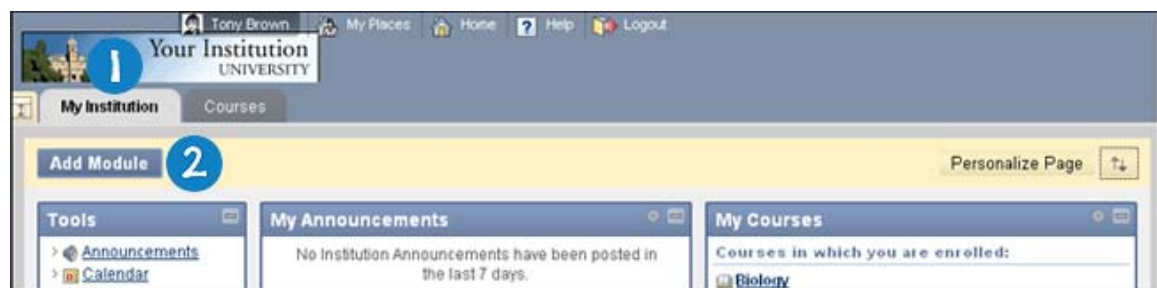 Tony Brown My Places Home ? Help Logout
Your Institution
UNIVERSITY
1
My Institution Courses
Add Module 2 Personalize Page
Tools My Announcements My Courses
> Announcements No Institution Announcements have been posted in Courses in which you are enrolled:
> Calendar the last 7 days. Biology